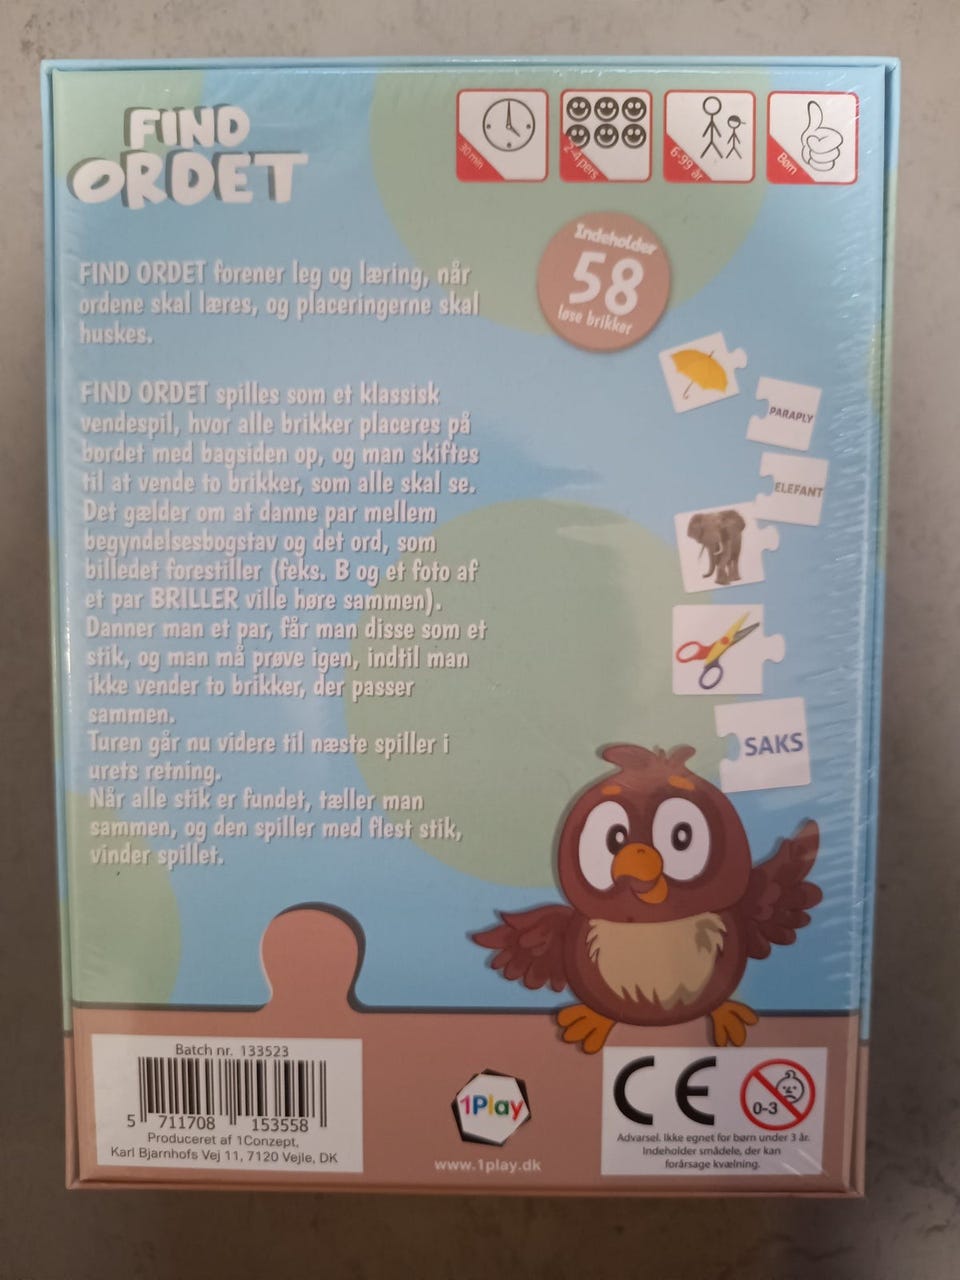 FIND
ORDET
30 min
2-4 pers
6-99 år
Børn
Indeholder
58
løse brikker
FIND ORDET forener leg og læring, når
ordene skal læres, og placeringerne skal
huskes.
FIND ORDET spilles som et klassisk
vendespil, hvor alle brikker placeres på
bordet med bagsiden op, og man skiftes
til at vende to brikker, som alle skal se.
Det gælder om at danne par mellem
begyndelsesbogstav og det ord, som
billedet forestiller (feks. B og et foto af
et par BRILLER ville høre sammen).
Danner man et par, får man disse som et
stik, og man må prøve igen, indtil man
ikke vender to brikker, der passer
sammen.
Turen går nu videre til næste spiller i
urets retning.
Når alle stik er fundet, tæller man
sammen, og den spiller med flest stik,
vinder spillet.
PARAPLY
ELEFANT
SAKS
Batch nr. 133523
5 711708 153558
Produceret af 1Conzept,
Karl Bjarnhofs Vej 11, 7120 Vejle, DK
1Play
www.1play.dk
CE
0-3
Advarsel. Ikke egnet for børn under 3 år.
Indeholder smådele, der kan
forårsage kvælning.